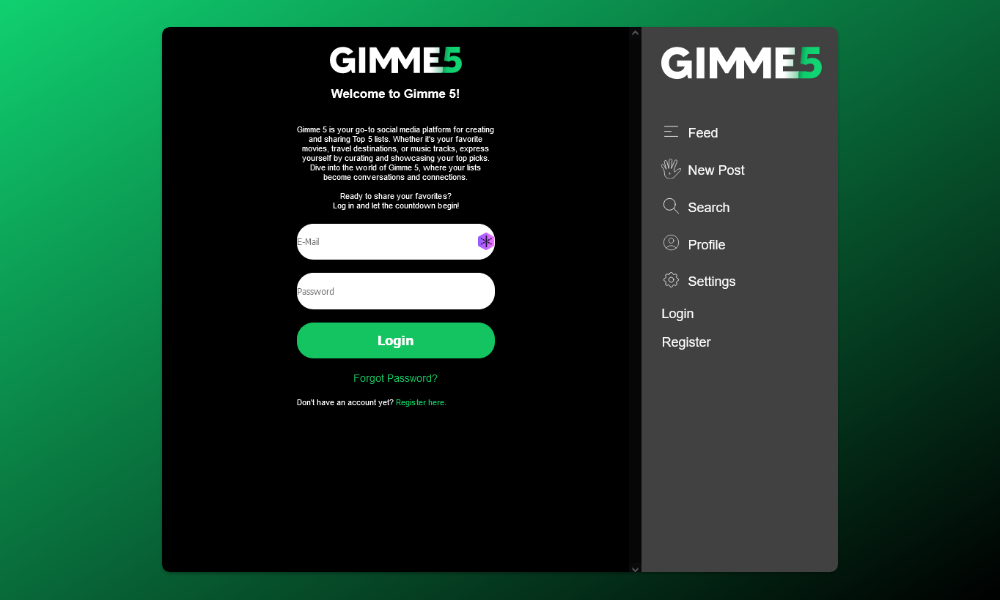 GIMME5
Welcome to Gimme 5!
Gimme 5 is your go-to social media platform for creating
and sharing Top 5 lists. Whether it's your favorite
movies, travel destinations, or music tracks, express
yourself by curating and showcasing your top picks.
Dive into the world of Gimme 5, where your lists
become conversations and connections.
Ready to share your favorites?
Log in and let the countdown begin!
E-Mail
Password
Login
Forgot Password?
Don't have an account yet? Register here.
GIMME5
Feed
New Post
Search
Profile
Settings
Login
Register